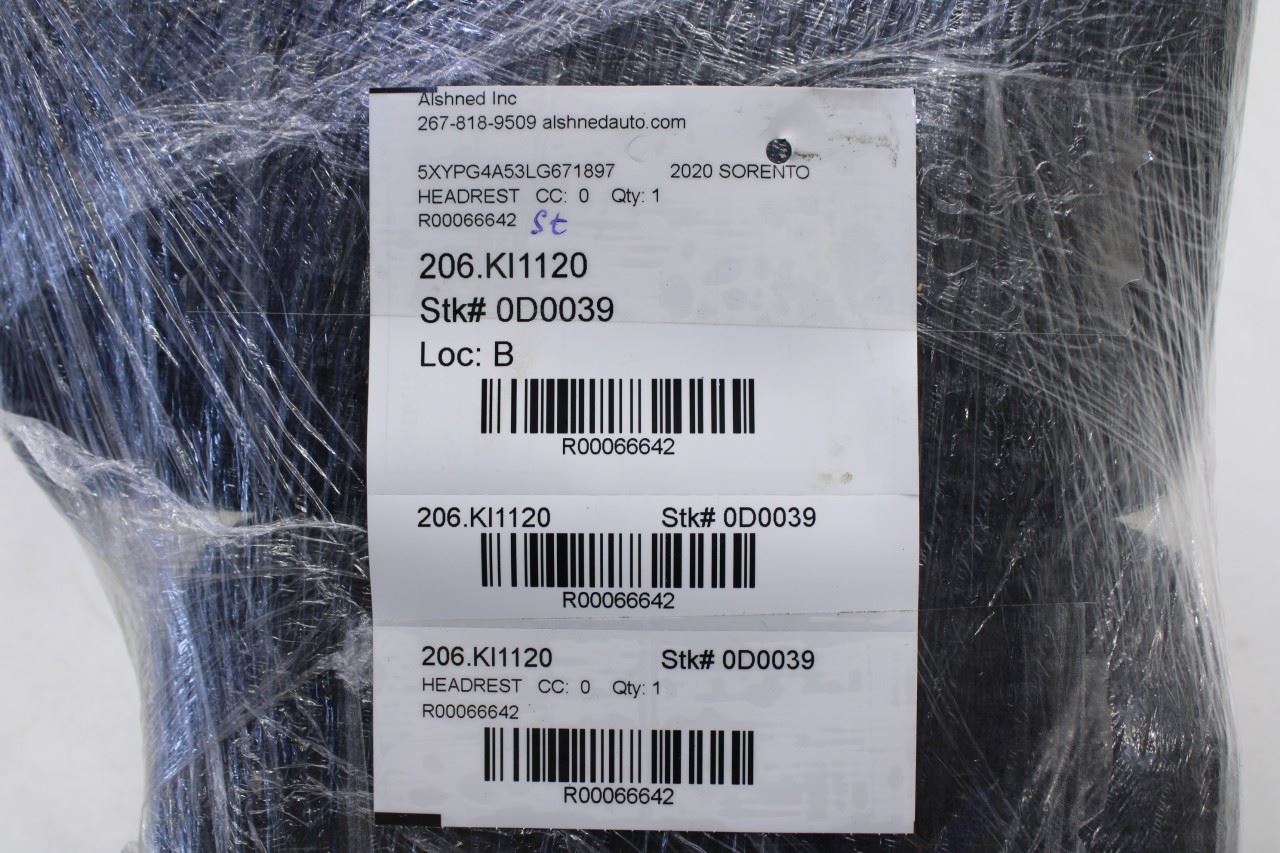 Alshned Inc
267-818-9509 alshnedauto.com
5XYPG4A53LG671897 2020 SORENTO
HEADREST CC: 0 Qty: 1
R00066642 St
206.KI1120
Stk# 0D0039
Loc: B
R00066642
206.KI1120 Stk# 0D0039
R00066642
206.KI1120 Stk# 0D0039
HEADREST CC: 0 Qty: 1
R00066642
R00066642